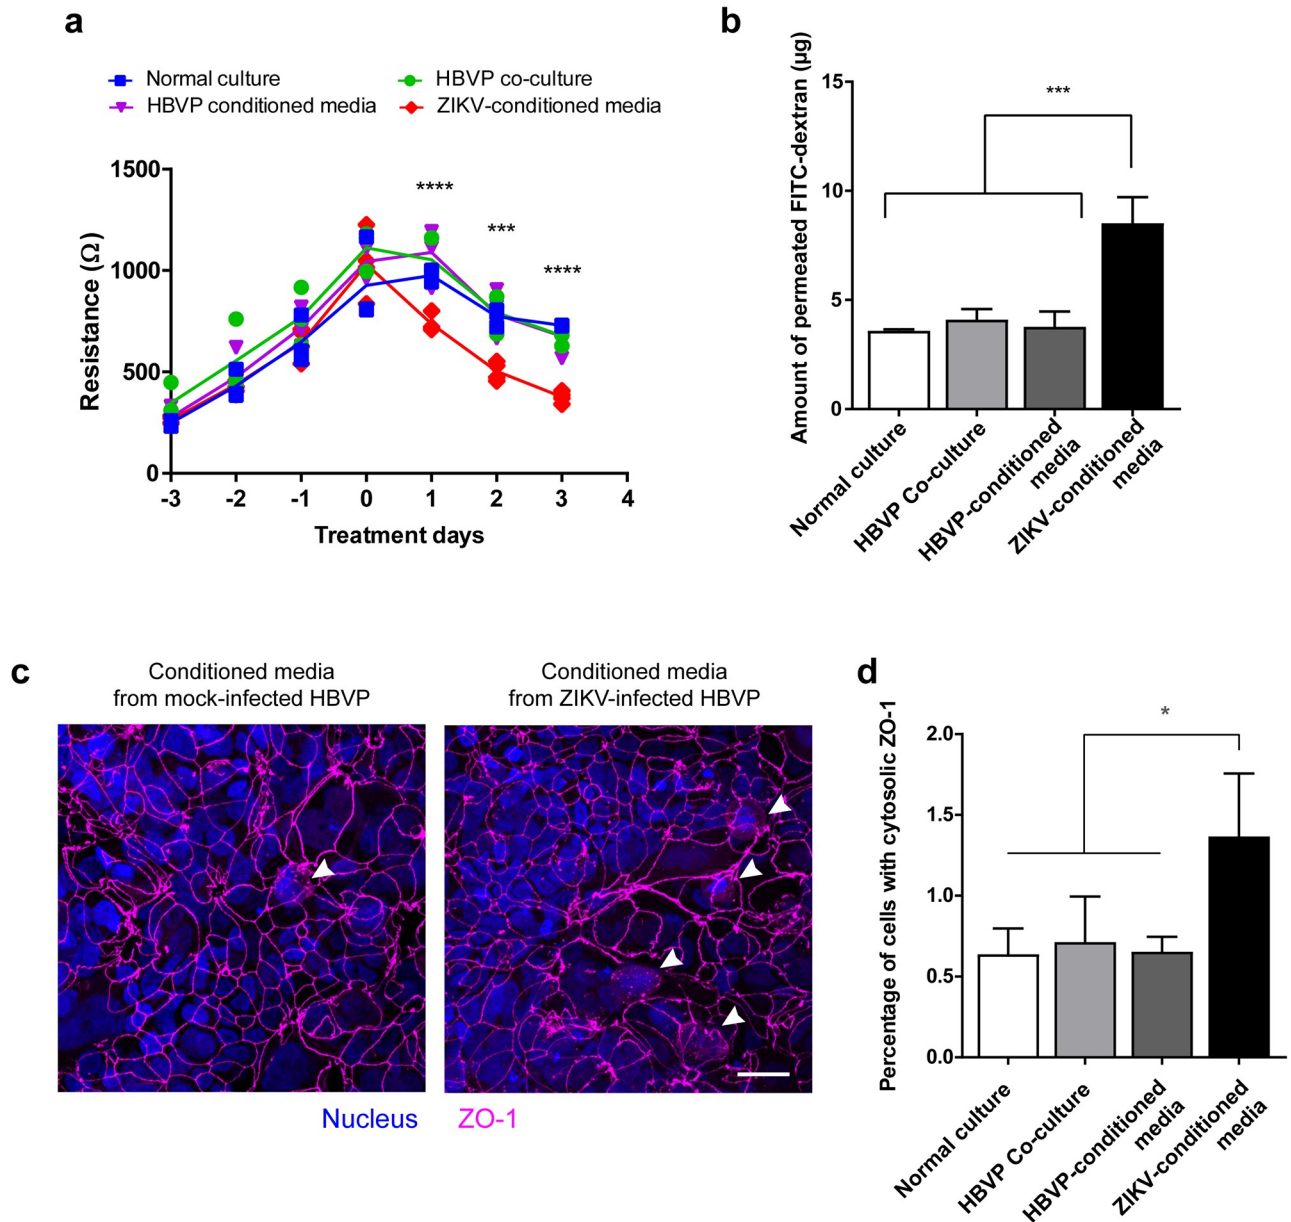 a
Normal culture
HBVP co-culture
HBVP conditioned media
ZIKV-conditioned media
Resistance (Ω)
1500
1000
500
0
****
***
****
-3 -2 -1 0 1 2 3 4
Treatment days
b
Amount of permeated FITC-dextran (µg)
15
10
5
0
***
Normal culture
HBVP Co-culture
HBVP-conditioned
media
ZIKV-conditioned
media
c
Conditioned media
from mock-infected HBVP
Conditioned media
from ZIKV-infected HBVP
Nucleus ZO-1
d
Percentage of cells with cytosolic ZO-1
2.0
1.5
1.0
0.5
0.0
*
Normal culture
HBVP Co-culture
HBVP-conditioned
media
ZIKV-conditioned
media